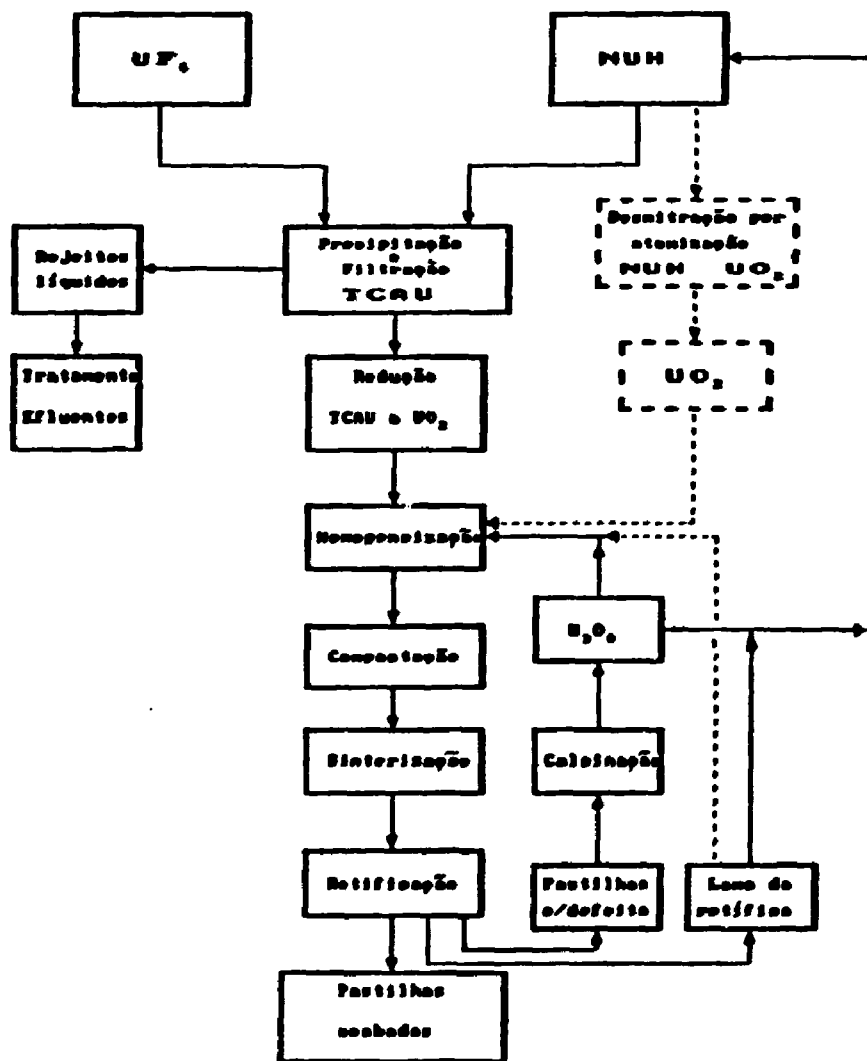 UF₆
NUH
Rejeitos
líquidos
Precipitação
e
Filtração
TCAU
Desnitração por
atomização
NUH UO₂
Tratamento
Efluentes
Redução
TCAU a UO₂
UO₂
Homogeneização
Compactação
U₃O₈
Sinterização
Calcinação
Retificação
Pastilhas
c/defeito
Lama da
retífica
Pastilhas
acabadas